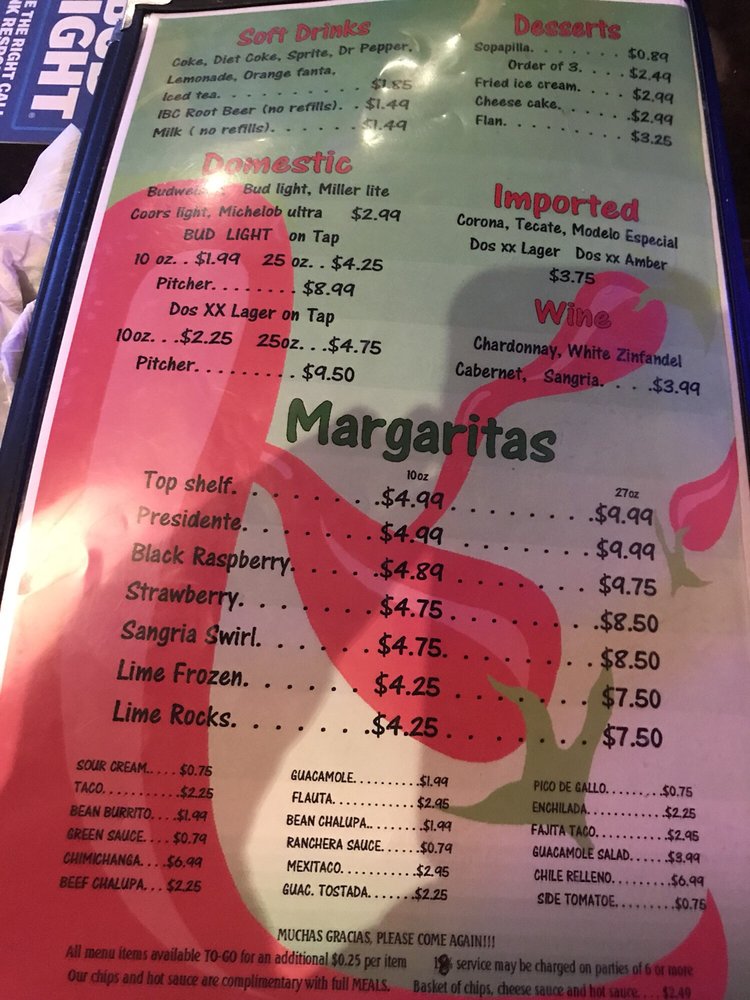 E THE RIGHT CALL
NK RESPO
BUD
IGHT
Soft Drinks
Coke, Diet Coke, Sprite, Dr Pepper,
Lemonade, Orange fanta,
Iced tea. . . . . . . . . . . $1.85
IBC Root Beer (no refills). . . $1.49
Milk ( no refills). . . . . . . . $1.49
Desserts
Sopapilla. . . . . . . . . $0.89
Order of 3. . . . . $2.49
Fried ice cream. . . . . $2.99
Cheese cake. . . . . . . $2.99
Flan. . . . . . . . . . $3.25
Domestic
Bud light, Miller lite
Coors light, Michelob ultra $2.99
BUD LIGHT on Tap
10 oz. . $1.99 25 oz. . $4.25
Pitcher. . . . . . . . $8.99
Dos XX Lager on Tap
10oz. . .$2.25 25oz. . .$4.75
Pitcher. . . . . . . . . $9.50
Imported
Corona, Tecate, Modelo Especial
Dos xx Lager Dos xx Amber
$3.75
Wine
Chardonnay, White Zinfandel
Cabernet, Sangria. . . .$3.99
Margaritas
10oz 27oz
Top shelf. . . . . . . . .$4.99. . . . . . . . .$9.99
Presidente. . . . . . . . $4.99 . . . . . . . . $9.99
Black Raspberry. . . . .$4.89 . . . . . . . . $9.75
Strawberry. . . . . . . . $4.75. . . . . . . . .$8.50
Sangria Swirl. . . . . . . $4.75. . . . . . . . $8.50
Lime Frozen. . . . . . . $4.25 . . . . . . . . $7.50
Lime Rocks. . . . . . . .$4.25. . . . . . . . $7.50
SOUR CREAM..... $0.75
TACO............$2.25
BEAN BURRITO....$1.99
GREEN SAUCE.... $0.79
CHIMICHANGA.... $6.99
BEEF CHALUPA... $2.25
GUACAMOLE..........$1.99
FLAUTA..............$2.95
BEAN CHALUPA.........$1.99
RANCHERA SAUCE......$0.79
MEXITACO...........$2.95
GUAC. TOSTADA.......$2.25
PICO DE GALLO.........$0.75
ENCHILADA............$2.25
FAJITA TACO...........$2.95
GUACAMOLE SALAD.....$3.99
CHILE RELLENO.........$6.99
SIDE TOMATOE.........$0.75
MUCHAS GRACIAS, PLEASE COME AGAIN!!!
All menu items available TO-GO for an additional $0.25 per item service may be charged on parties of 6 or more
Our chips and hot sauce are complimentary with full MEALS. Basket of chips, cheese sauce and hot sauce.... $2.49